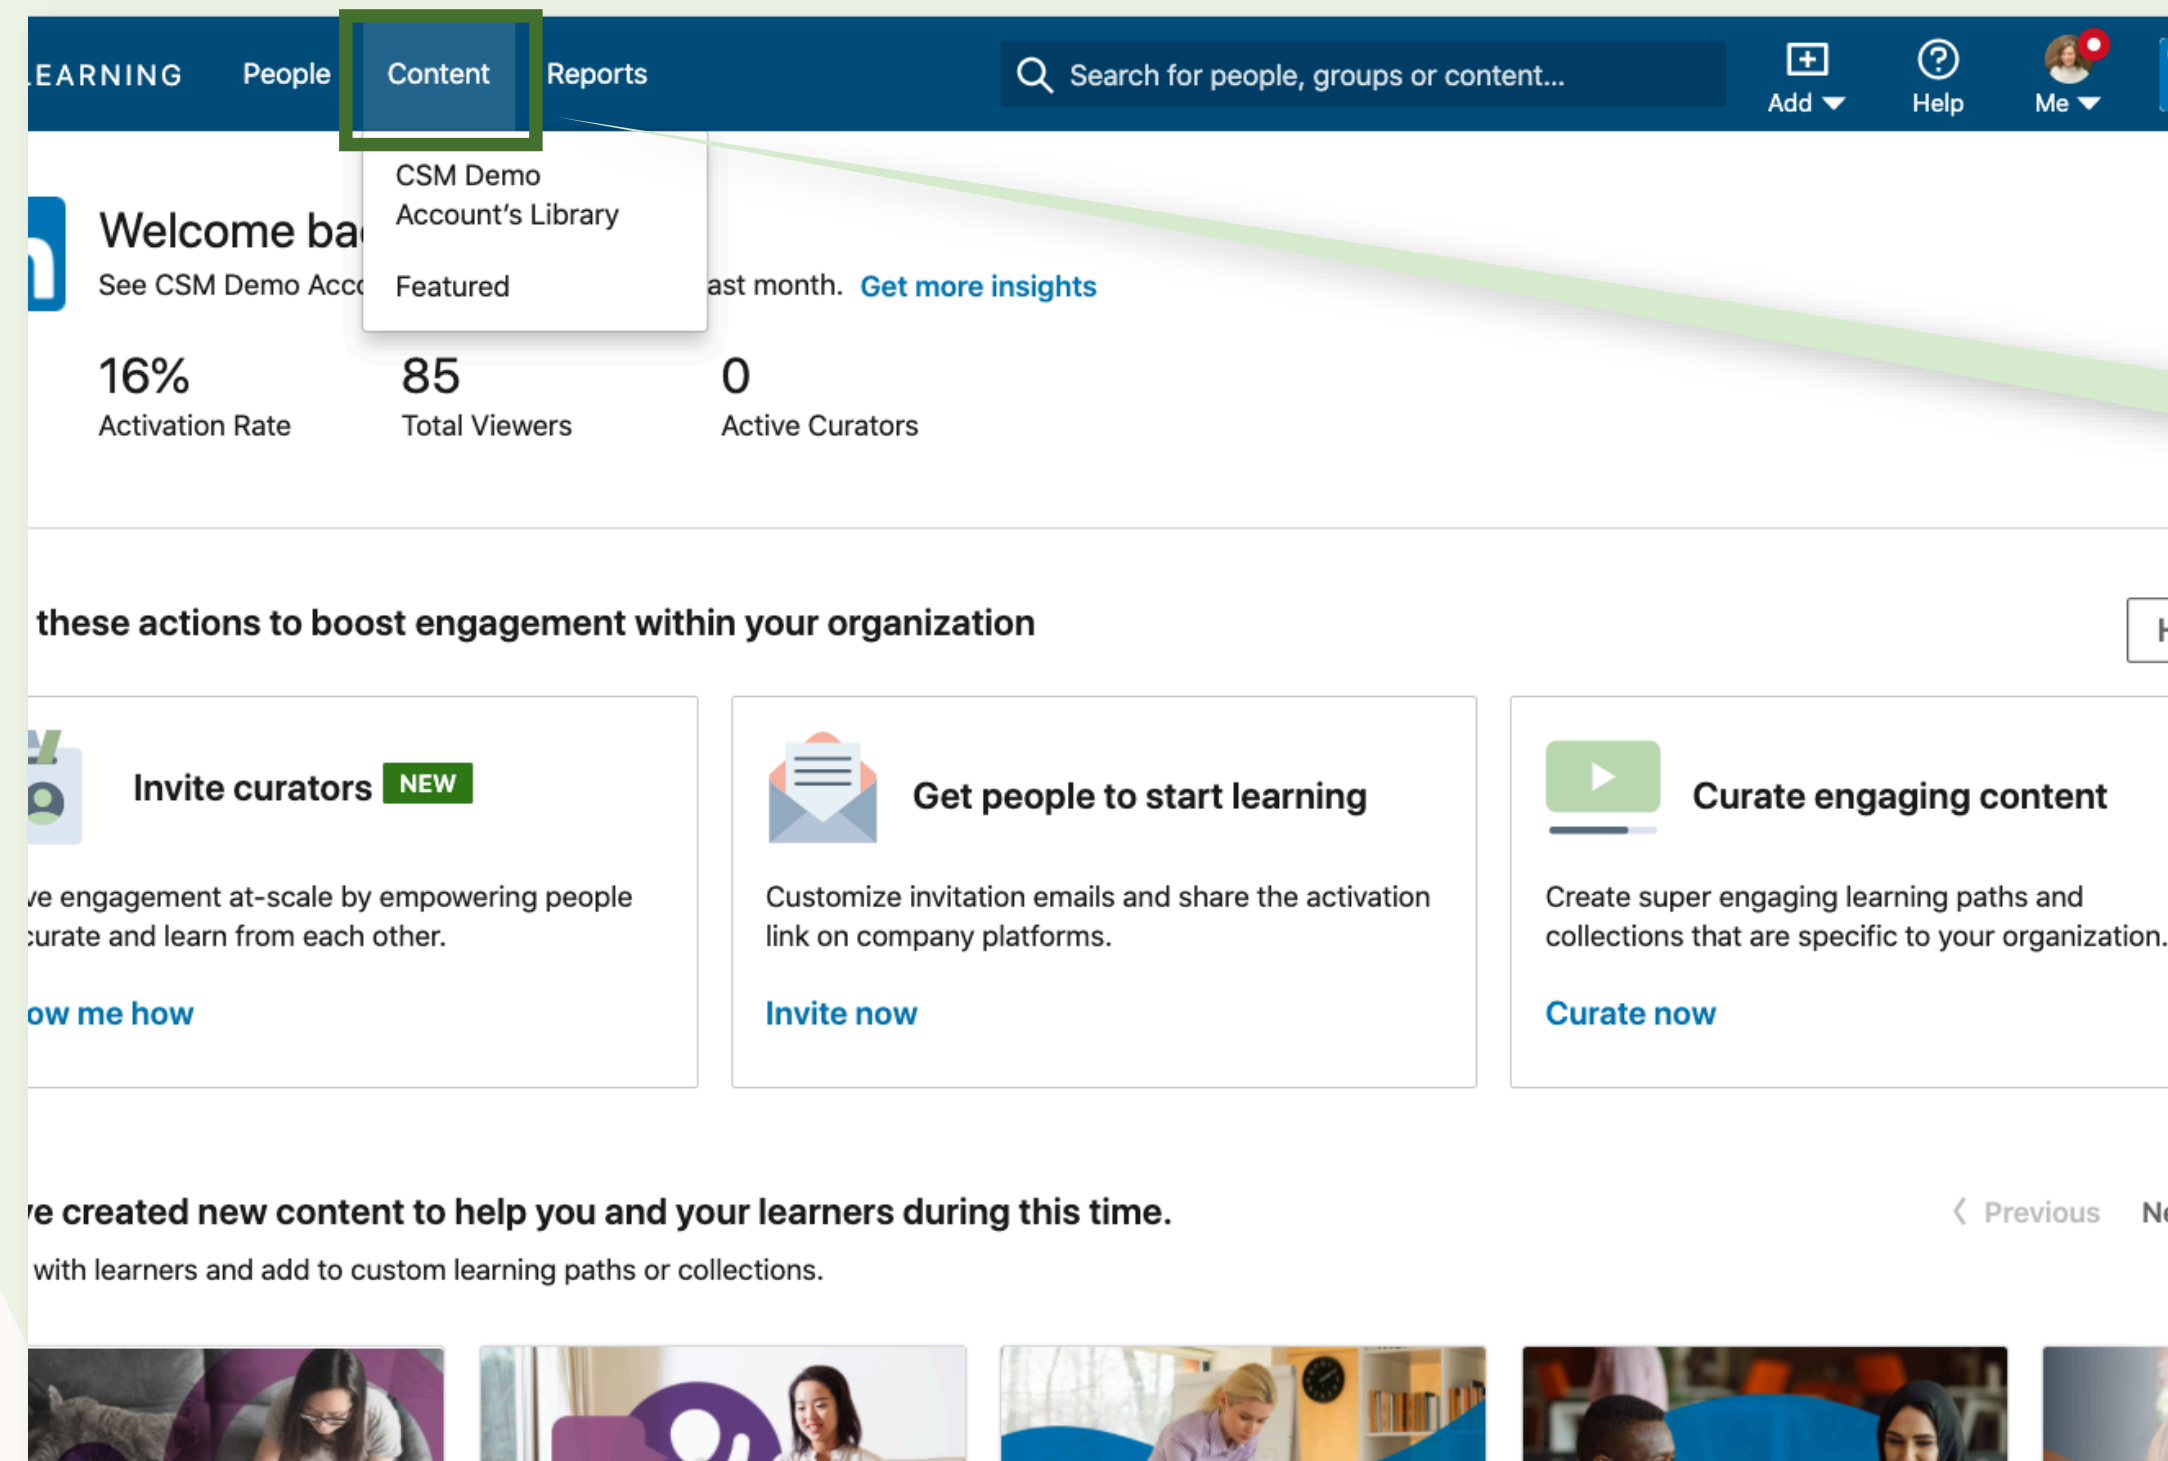 LEARNING People Content Reports Search for people, groups or content... Add Help Me
CSM Demo
Account's Library
Featured
Welcome
See CSM Demo month. Get more insights
16% 85 0
Activation Rate Total Viewers Active Curators
these actions to boost engagement within your organization
Invite curators NEW
engagement at-scale by empowering people
and learn from each other.
me how
Get people to start learning
Customize invitation emails and share the activation
link on company platforms.
Invite now
Curate engaging content
Create super engaging learning paths and
collections that are specific to your organization.
Curate now
created new content to help you and your learners during this time.
Previous
with learners and add to custom learning paths or collections.